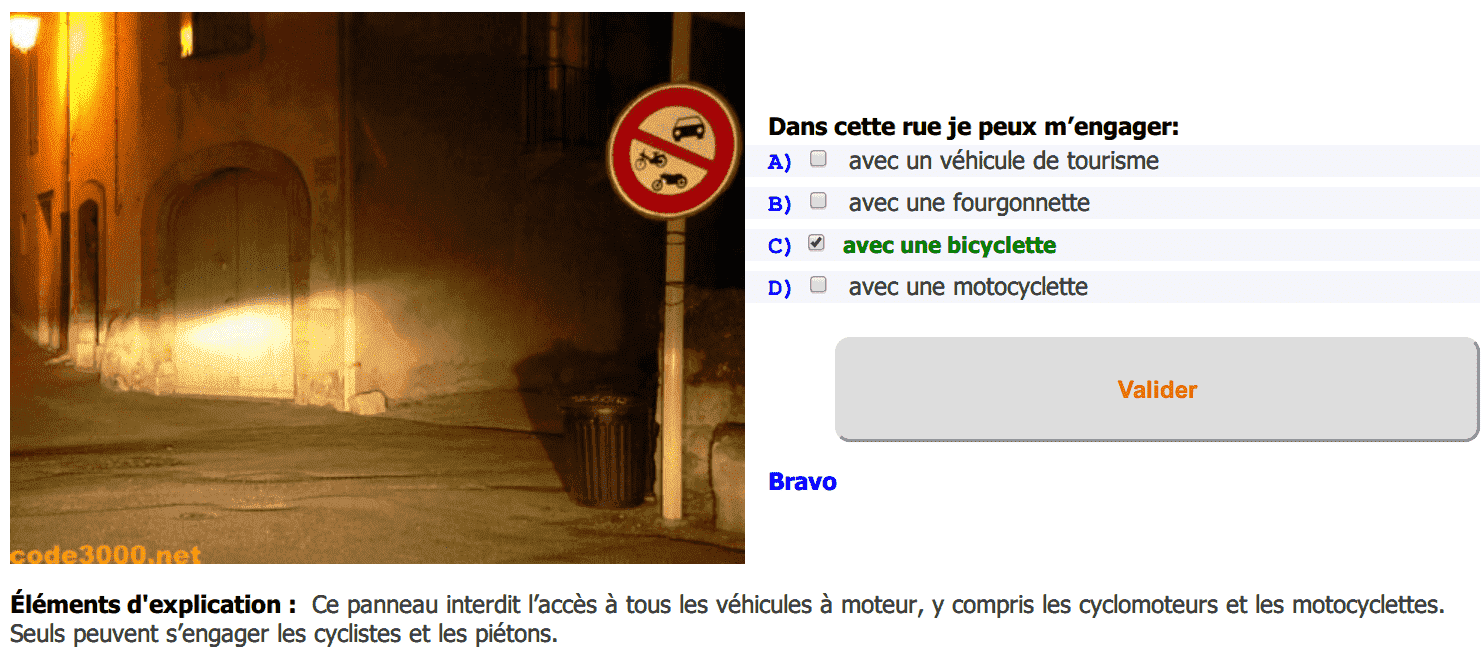 Dans cette rue je peux m’engager:
A) avec un véhicule de tourisme
B) avec une fourgonnette
C) avec une bicyclette
D) avec une motocyclette
Valider
Bravo
code3000.net
Éléments d'explication : Ce panneau interdit l’accès à tous les véhicules à moteur, y compris les cyclomoteurs et les motocyclettes.
Seuls peuvent s’engager les cyclistes et les piétons.